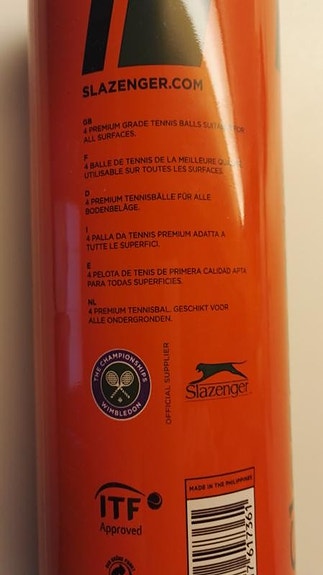 SLAZENGER.COM
GB
4 PREMIUM GRADE TENNIS BALLS SUITABLE FOR
ALL SURFACES.
F
4 BALLE DE TENNIS DE LA MEILLEURE
UTILISABLE SUR TOUTES LES SURFACES.
D
4 PREMIUM TENNISBÄLLE FÜR ALLE
BODENBELÄGE.
I
4 PALLA DA TENNIS PREMIUM ADATTA A
TUTTE LE SUPERFICI.
E
4 PELOTA DE TENIS DE PRIMERA CALIDAD APTA
PARA TODAS SUPERFICIES.
NL
4 PREMIUM TENNISBAL. GESCHIKT VOOR
ALLE ONDERGRONDEN.
THE CHAMPIONSHIPS
WIMBLEDON
OFFICIAL SUPPLIER
Slazenger
ITF
Approved
MADE IN THE PHILIPPINES
7617361